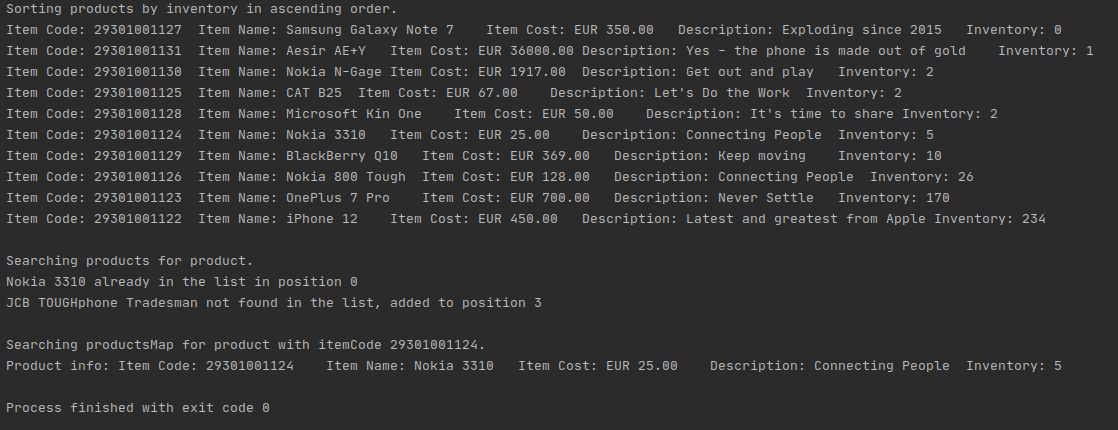 Sorting products by inventory in ascending order.
Item Code: 29301001127  Item Name: Samsung Galaxy Note 7    Item Cost: EUR 350.00   Description: Exploding since 2015   Inventory: 0
Item Code: 29301001131  Item Name: Aesir AE+Y   Item Cost: EUR 36000.00 Description: Yes - the phone is made out of gold    Inventory: 1
Item Code: 29301001130  Item Name: Nokia N-Gage Item Cost: EUR 1917.00  Description: Get out and play   Inventory: 2
Item Code: 29301001125  Item Name: CAT B25  Item Cost: EUR 67.00    Description: Let's Do the Work  Inventory: 2
Item Code: 29301001128  Item Name: Microsoft Kin One    Item Cost: EUR 50.00    Description: It's time to share Inventory: 2
Item Code: 29301001124  Item Name: Nokia 3310   Item Cost: EUR 25.00    Description: Connecting People  Inventory: 5
Item Code: 29301001129  Item Name: BlackBerry Q10   Item Cost: EUR 369.00   Description: Keep moving    Inventory: 10
Item Code: 29301001126  Item Name: Nokia 800 Tough  Item Cost: EUR 128.00   Description: Connecting People  Inventory: 26
Item Code: 29301001123  Item Name: OnePlus 7 Pro    Item Cost: EUR 700.00   Description: Never Settle   Inventory: 170
Item Code: 29301001122  Item Name: iPhone 12    Item Cost: EUR 450.00   Description: Latest and greatest from Apple Inventory: 234
Searching products for product.
Nokia 3310 already in the list in position 0
JCB TOUGHphone Tradesman not found in the list, added to position 3
Searching productsMap for product with itemCode 29301001124.
Product info: Item Code: 29301001124    Item Name: Nokia 3310   Item Cost: EUR 25.00    Description: Connecting People  Inventory: 5
Process finished with exit code 0